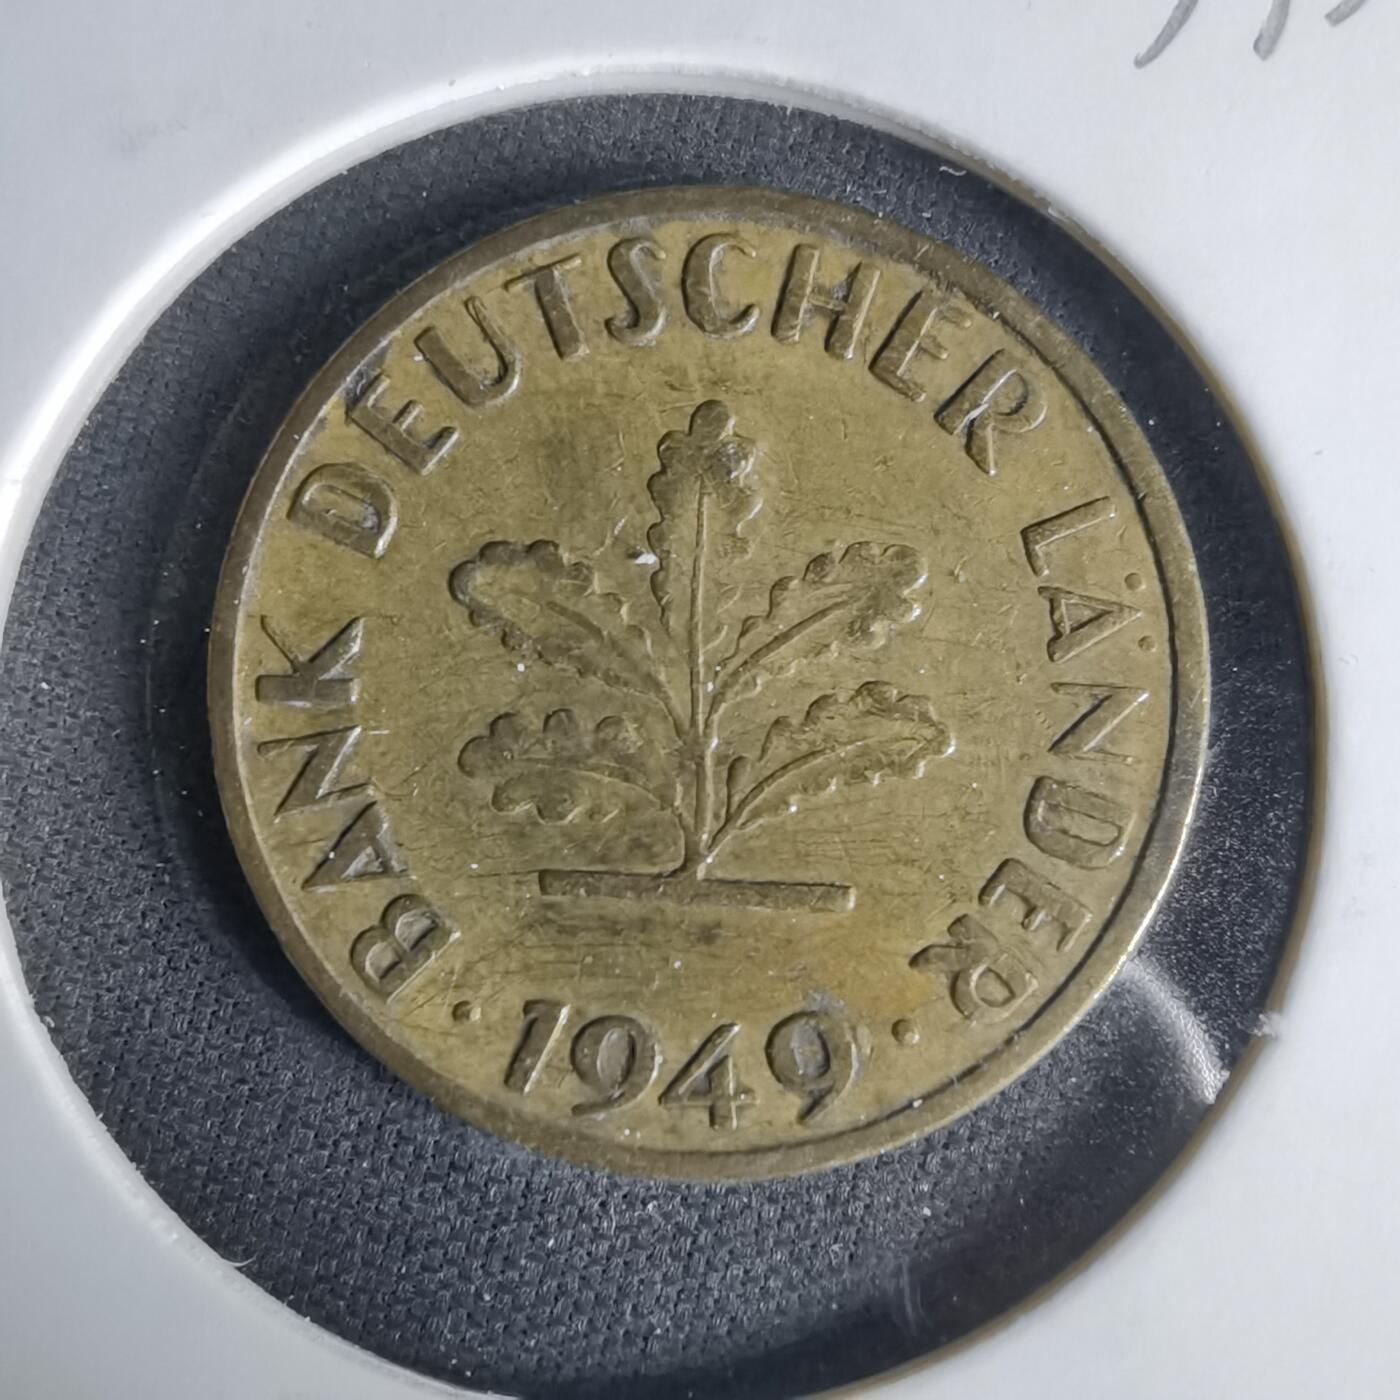 BANK DEUTSCHER LÄNDER
· 1949 ·